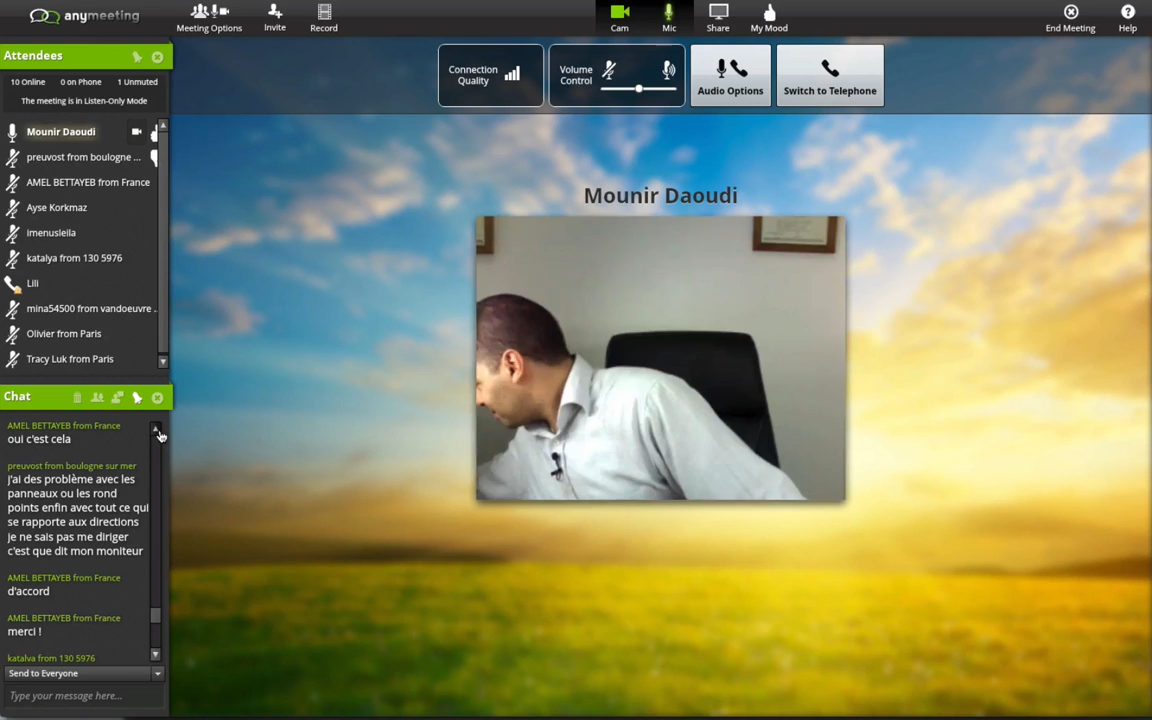 anymeeting
Meeting Options
Invite
Record
Cam
Mic
Share
My Mood
End Meeting
Help
Attendees
10 Online 0 on Phone 1 Unmuted
The meeting is in Listen-Only Mode
Mounir Daoudi
preuvost from boulogne ...
AMEL BETTAYEB from France
Ayse Korkmaz
imenusleila
katalya from 130 5976
Lili
mina54500 from vandoeuvre ..
Olivier from Paris
Tracy Luk from Paris
Connection
Quality
Volume
Control
Audio Options
Switch to Telephone
Mounir Daoudi
Chat
AMEL BETTAYEB from France
oui c'est cela
preuvost from boulogne sur mer
j'ai des problème avec les
panneaux ou les rond
points enfin avec tout ce qui
se rapporte aux directions
je ne sais pas me diriger
c'est que dit mon moniteur
AMEL BETTAYEB from France
d'accord
AMEL BETTAYEB from France
merci !
katalya from 130 5976
Send to Everyone
Type your message here...